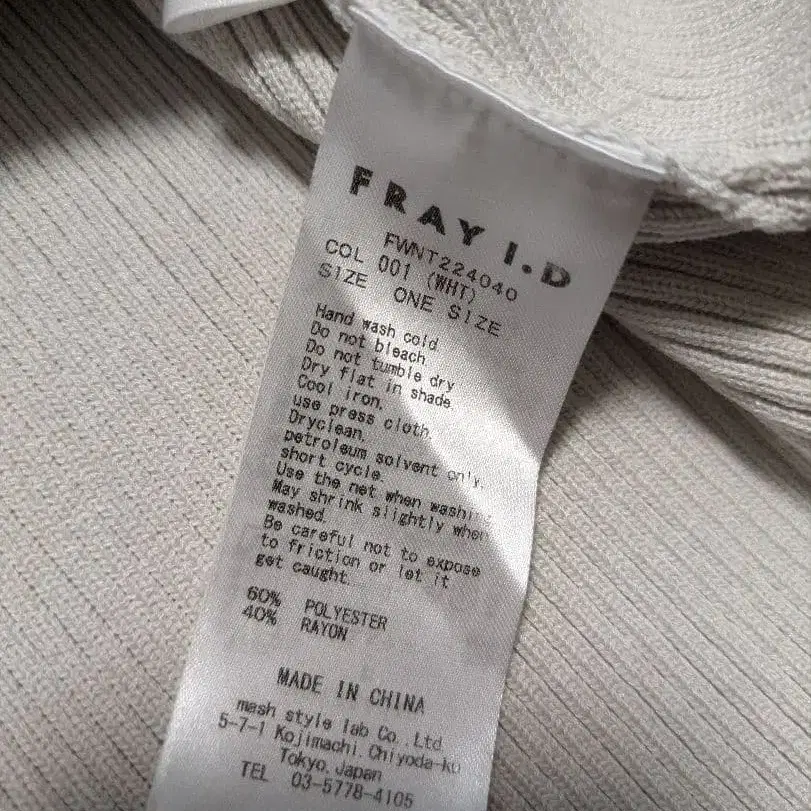 FRAY I.D
FWNT224040
COL 001 (WHT)
SIZE ONE SIZE
Hand wash cold
Do not bleach
Do not tumble dry
Dry flat in shade.
Cool iron.
use press cloth.
Dryclean.
petroleum solvent only.
short cycle.
Use the net when washing
May shrink slightly when
washed.
Be careful not to expose
to friction or let it
get caught.
60% POLYESTER
40% RAYON
MADE IN CHINA
mash style lab Co.,Ltd
5-7-1 Kojimachi.Chiyoda-ku
Tokyo.Japan
TEL 03-5778-4105